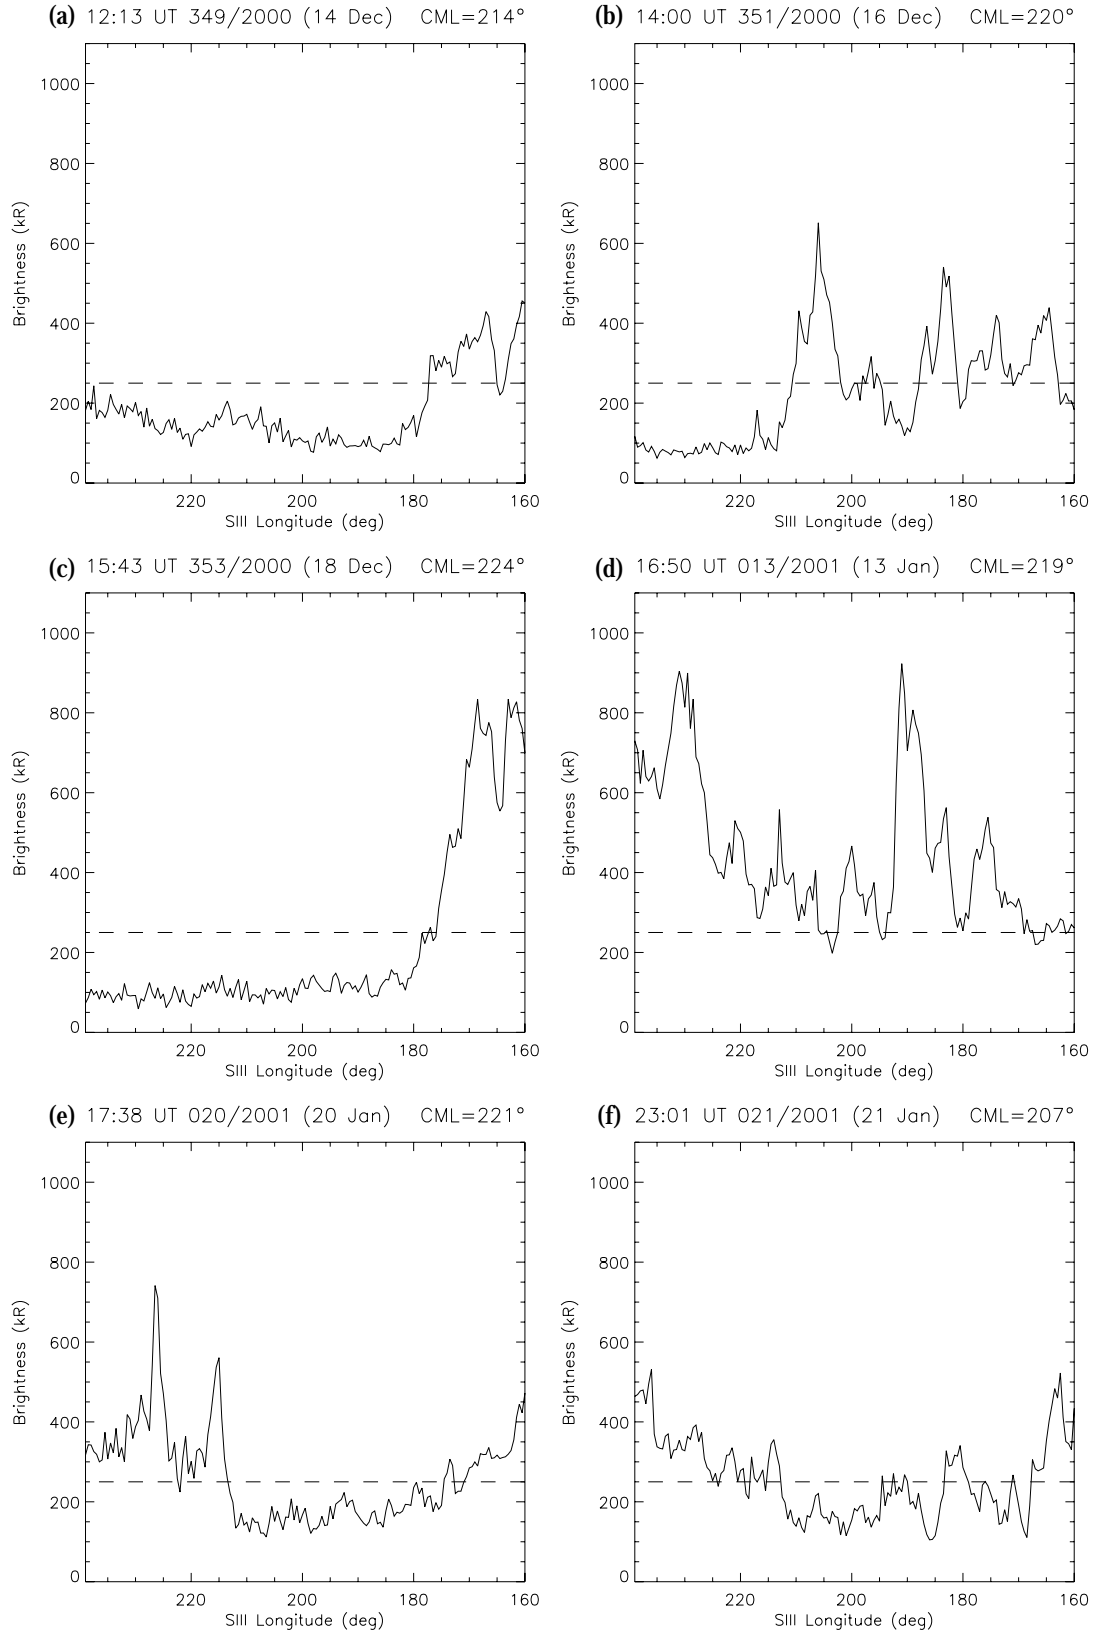 (a) 12:13 UT 349/2000 (14 Dec) CML=214°
1000
800
600
400
200
0
Brightness (kR)
220 200 180 160
SIII Longitude (deg)
(b) 14:00 UT 351/2000 (16 Dec) CML=220°
1000
800
600
400
200
0
Brightness (kR)
220 200 180 160
SIII Longitude (deg)
(c) 15:43 UT 353/2000 (18 Dec) CML=224°
1000
800
600
400
200
0
Brightness (kR)
220 200 180 160
SIII Longitude (deg)
(d) 16:50 UT 013/2001 (13 Jan) CML=219°
1000
800
600
400
200
0
Brightness (kR)
220 200 180 160
SIII Longitude (deg)
(e) 17:38 UT 020/2001 (20 Jan) CML=221°
1000
800
600
400
200
0
Brightness (kR)
220 200 180 160
SIII Longitude (deg)
(f) 23:01 UT 021/2001 (21 Jan) CML=207°
1000
800
600
400
200
0
Brightness (kR)
220 200 180 160
SIII Longitude (deg)